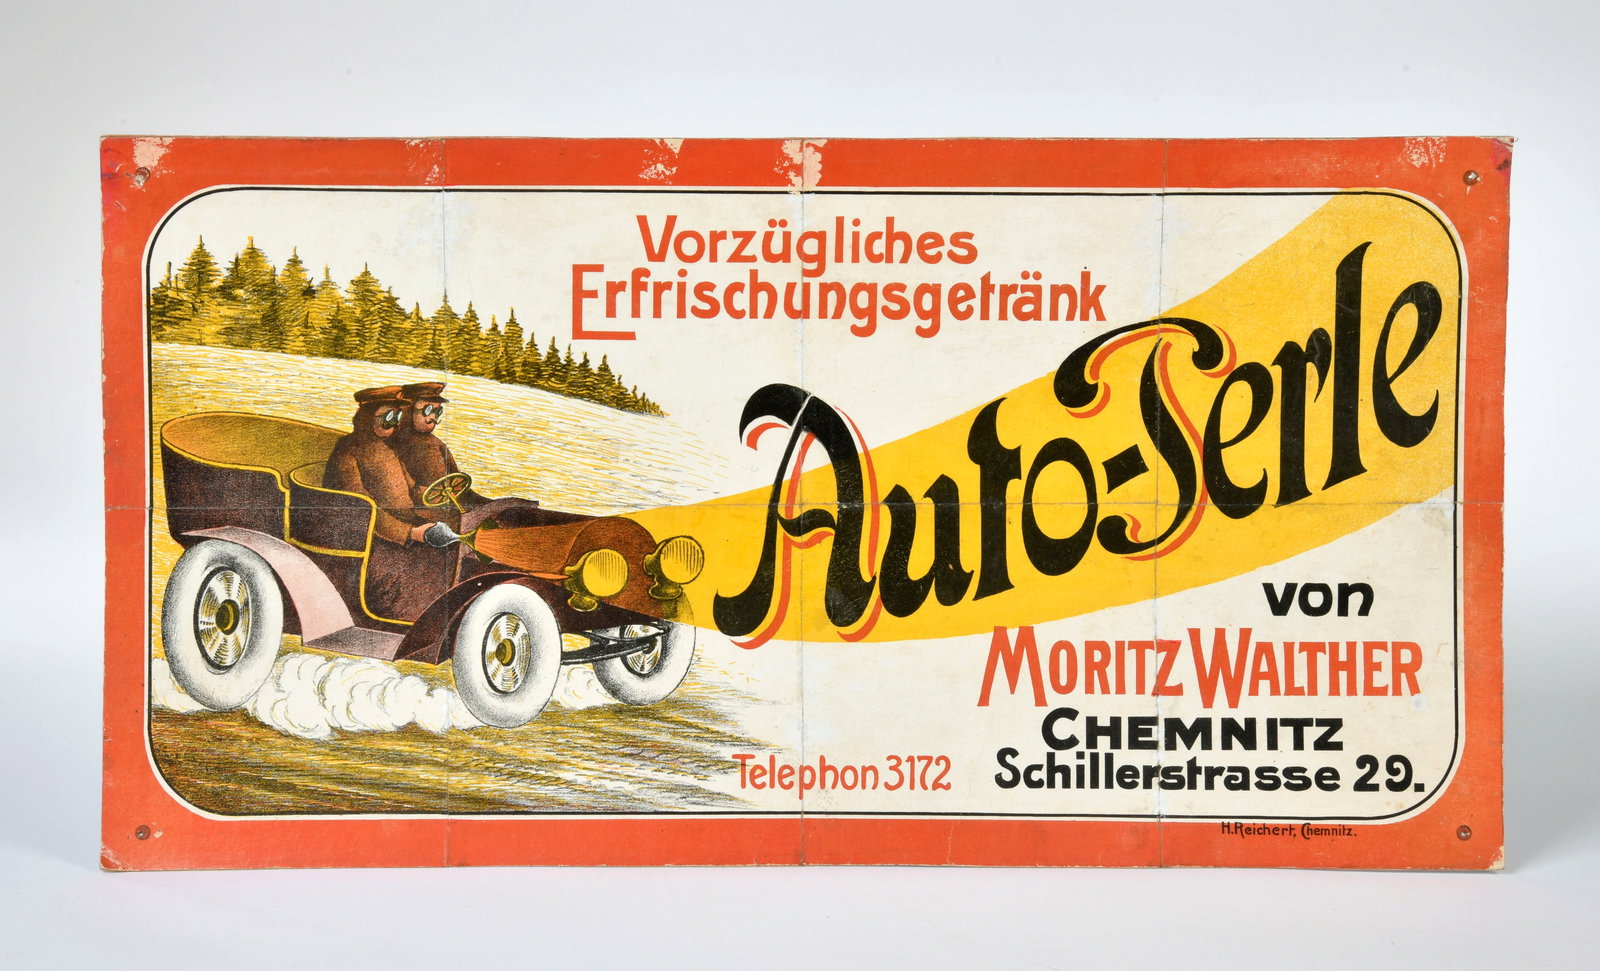 Vorzügliches
Erfrischungsgetränk
Auto-Perle
von
MORITZ WALTHER
CHEMNITZ
Schillerstrasse 29.
Telephon 3172
H. Reichert, Chemnitz.